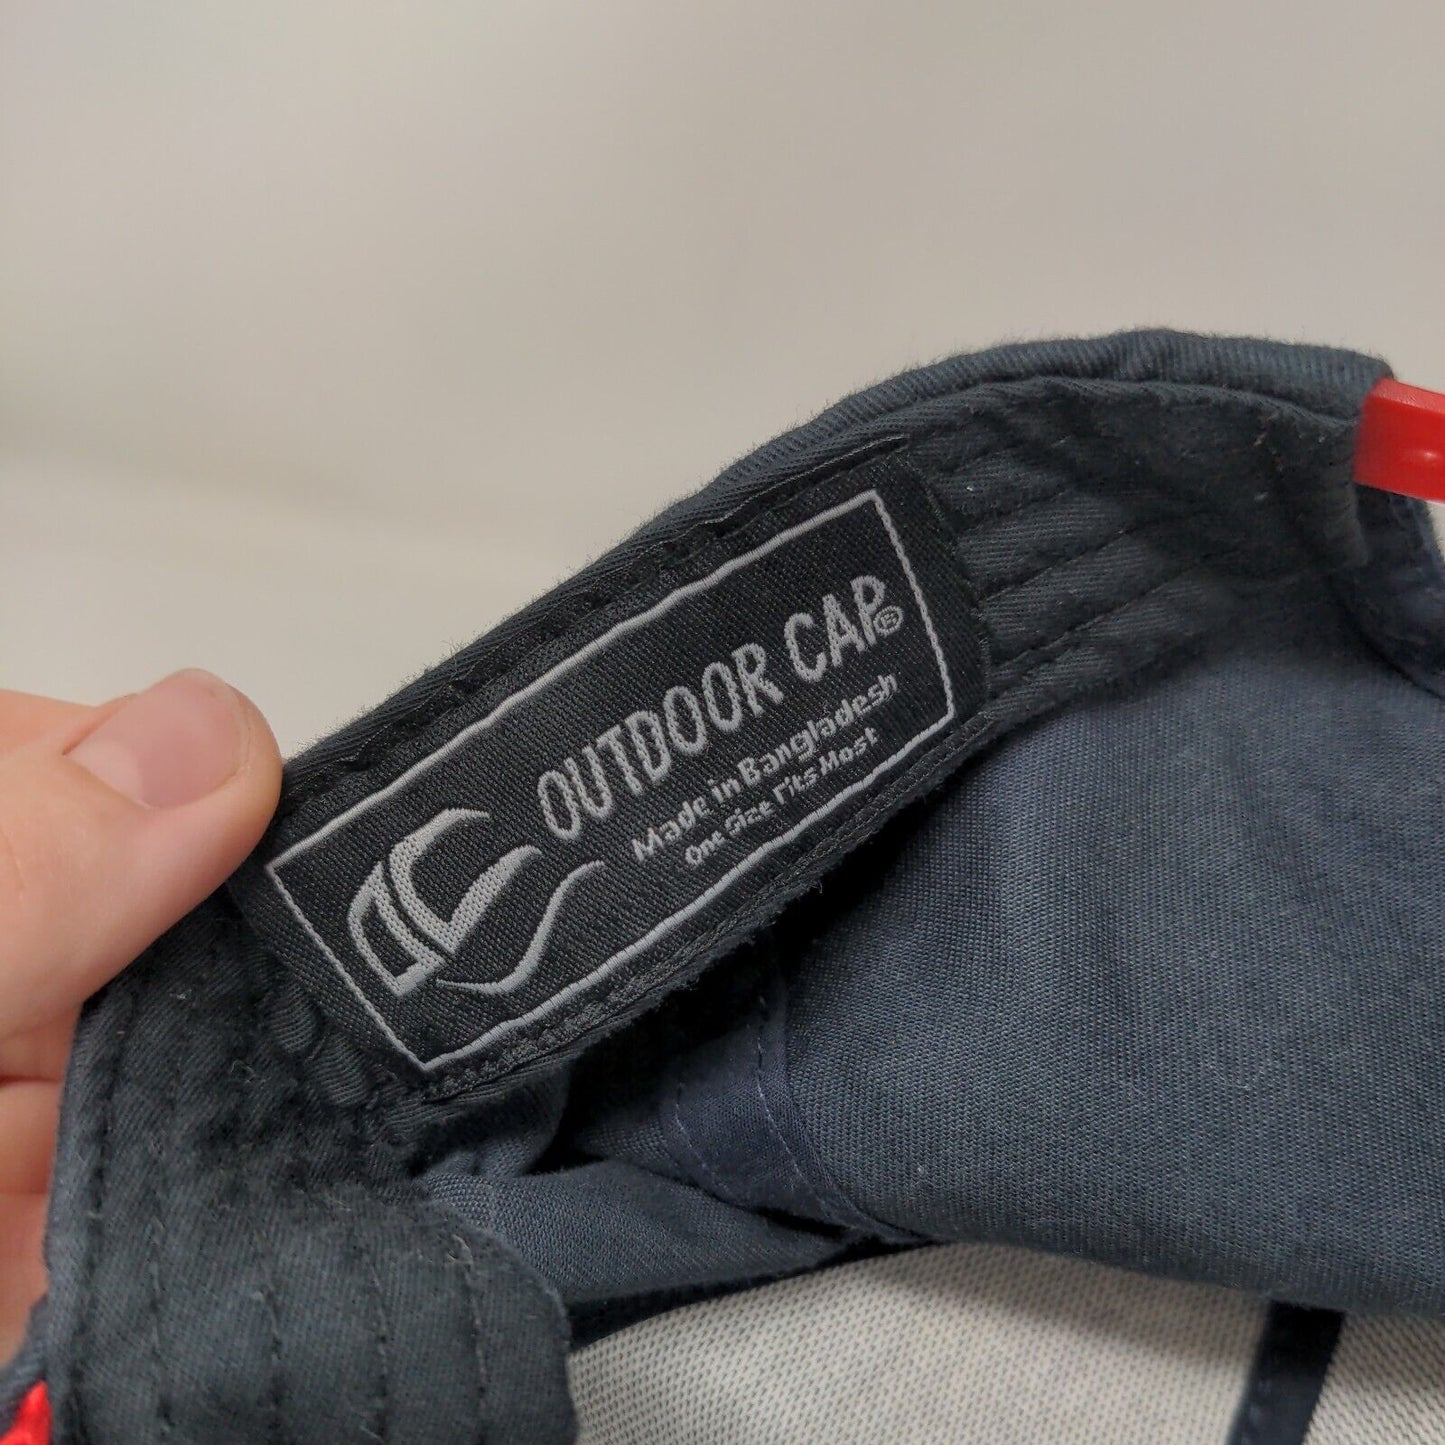 OUTDOOR CAP®
Made in Bangladesh
One Size Fits Most